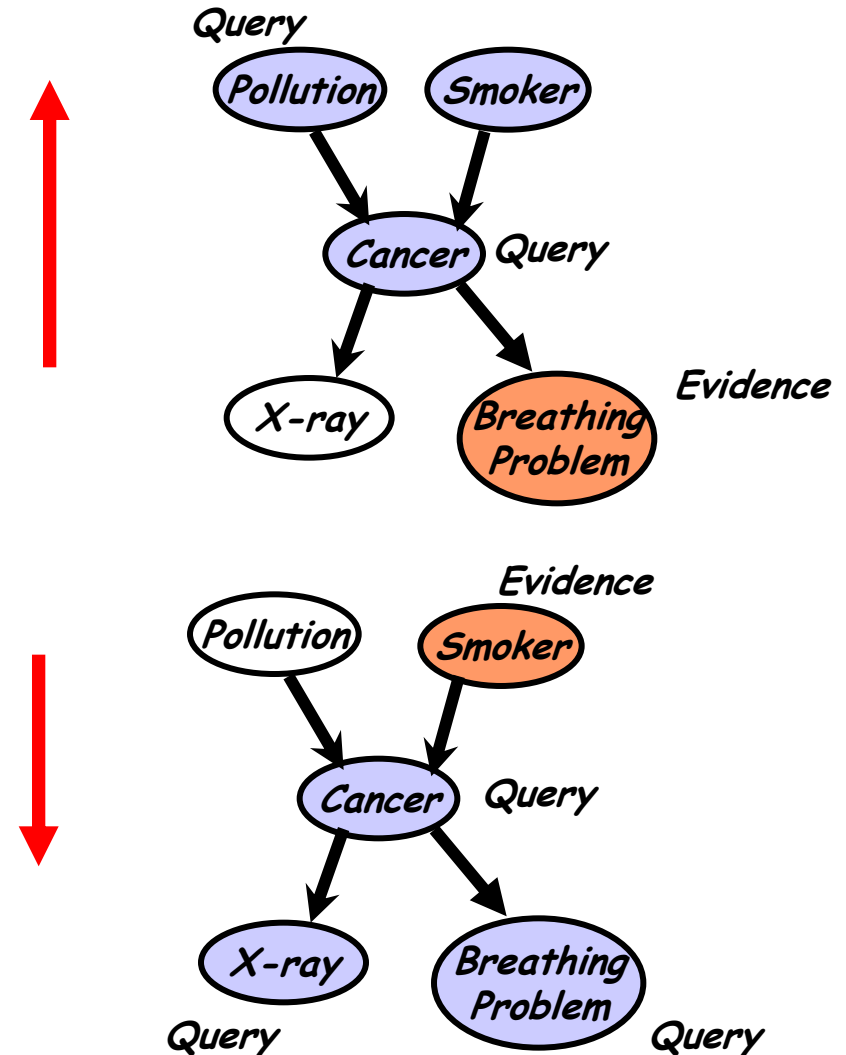 Query
Pollution
Smoker
Cancer
Query
Evidence
X-ray
Breathing
Problem
Evidence
Pollution
Smoker
Cancer
Query
X-ray
Breathing
Problem
Query
Query